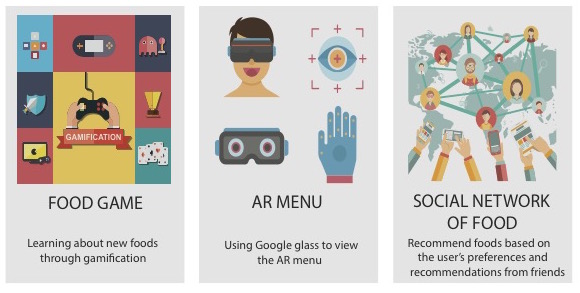 GAMIFICATION
FOOD GAME
Learning about new foods
through gamification
AR MENU
Using Google glass to view
the AR menu
SOCIAL NETWORK
OF FOOD
Recommend foods based on
the user's preferences and
recommendations from friends